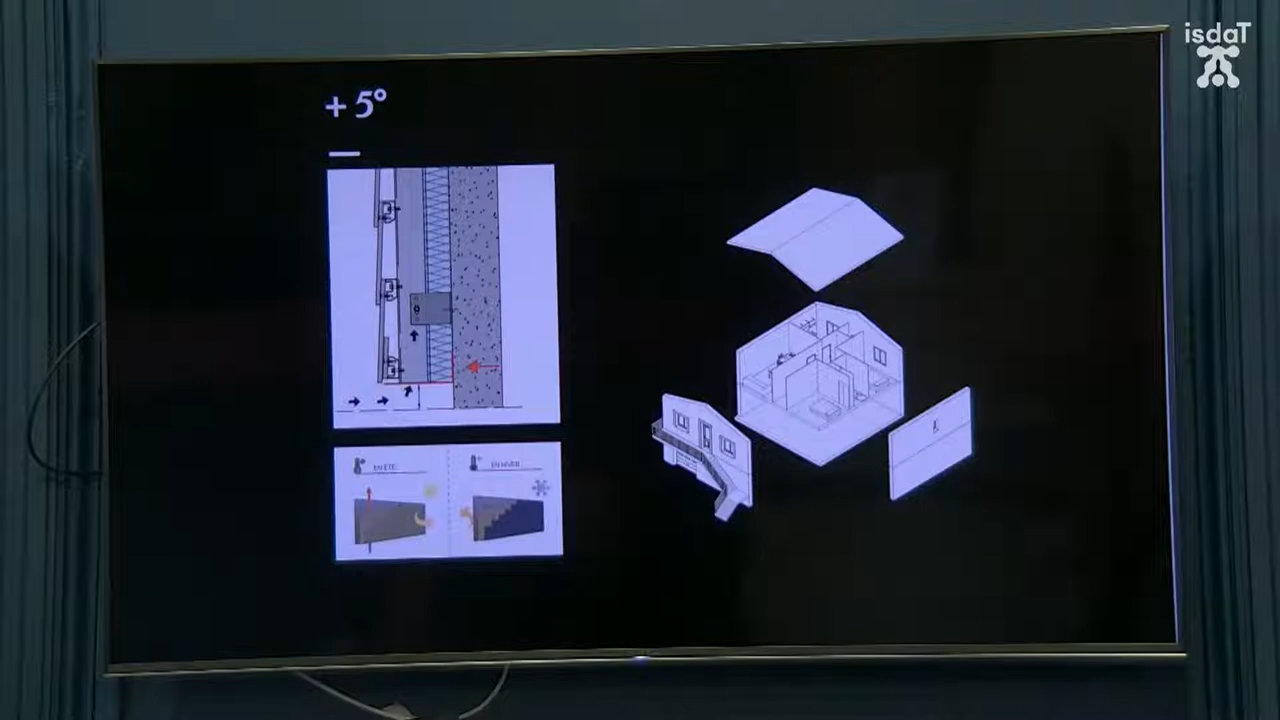 isdaT
+ 5°
EN ÉTÉ
EN HIVER